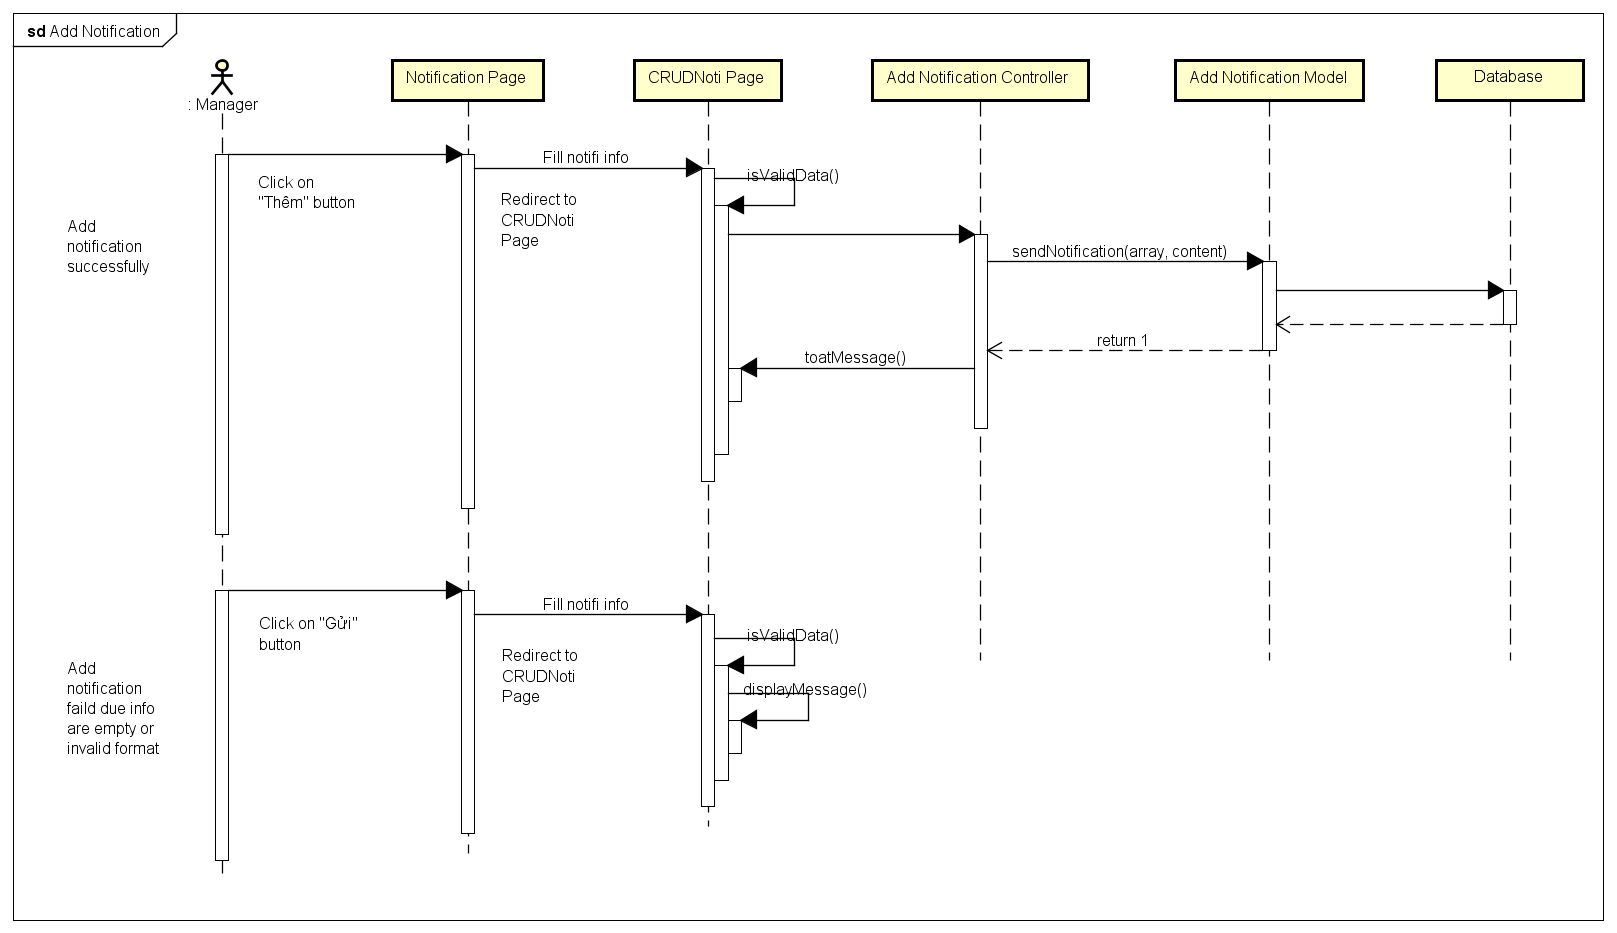 sd Add Notification
: Manager
Notification Page
CRUDNoti Page
Add Notification Controller
Add Notification Model
Database
Add
notification
successfully
Click on
"Thêm" button
Fill notifi info
Redirect to
CRUDNoti
Page
isValidData()
sendNotification(array, content)
return 1
toatMessage()
Add
notification
faild due info
are empty or
invalid format
Click on "Gửi"
button
Fill notifi info
Redirect to
CRUDNoti
Page
isValidData()
displayMessage()